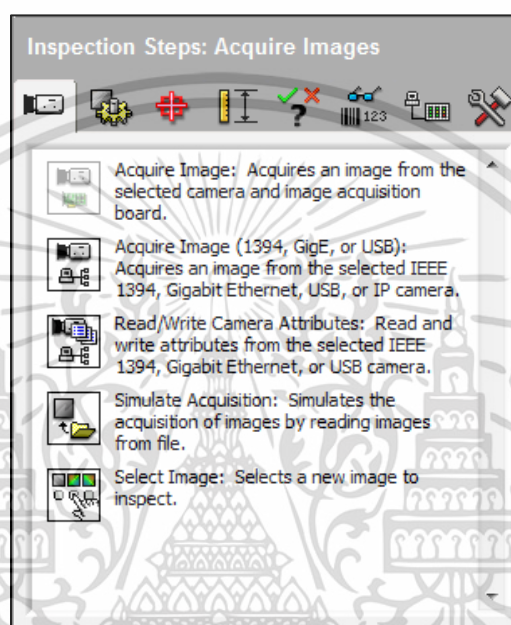 Inspection Steps: Acquire Images
123
Acquire Image: Acquires an image from the
selected camera and image acquisition
board.
Acquire Image (1394, GigE, or USB):
Acquires an image from the selected IEEE
1394, Gigabit Ethernet, USB, or IP camera.
Read/Write Camera Attributes: Read and
write attributes from the selected IEEE
1394, Gigabit Ethernet, or USB camera.
Simulate Acquisition: Simulates the
acquisition of images by reading images
from file.
Select Image: Selects a new image to
inspect.